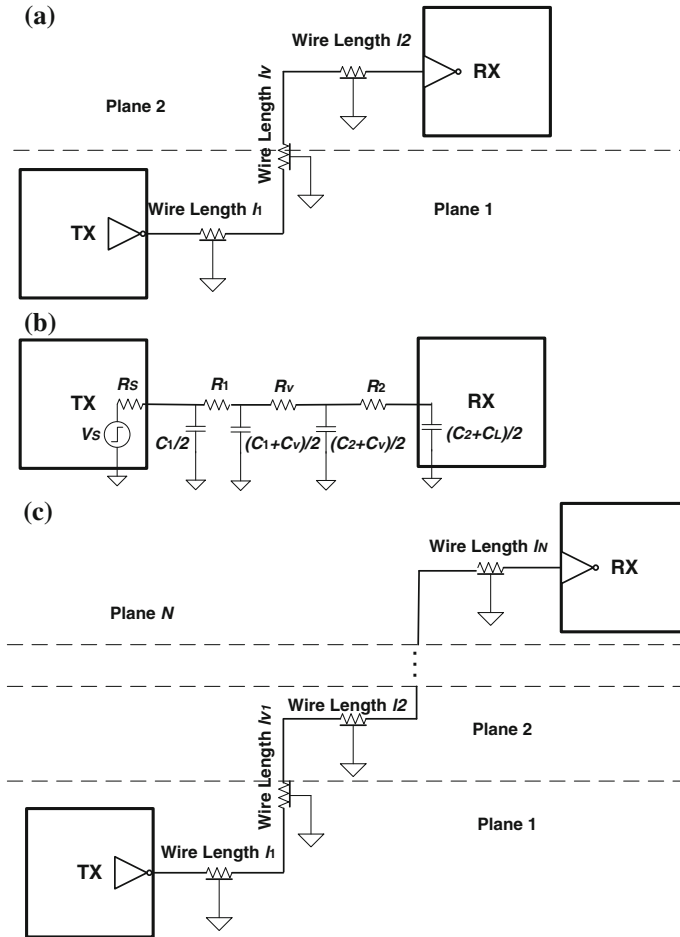 (a)
Wire Length l2
RX
Plane 2
Wire Length lv
Wire Length l1
TX
Plane 1
(b)
TX
RS
R1
Rv
R2
RX
VS
C1/2
(C1+Cv)/2
(C2+Cv)/2
(C2+CL)/2
(c)
Wire Length lN
RX
Plane N
Wire Length l2
Wire Length lv1
Plane 2
Plane 1
Wire Length l1
TX